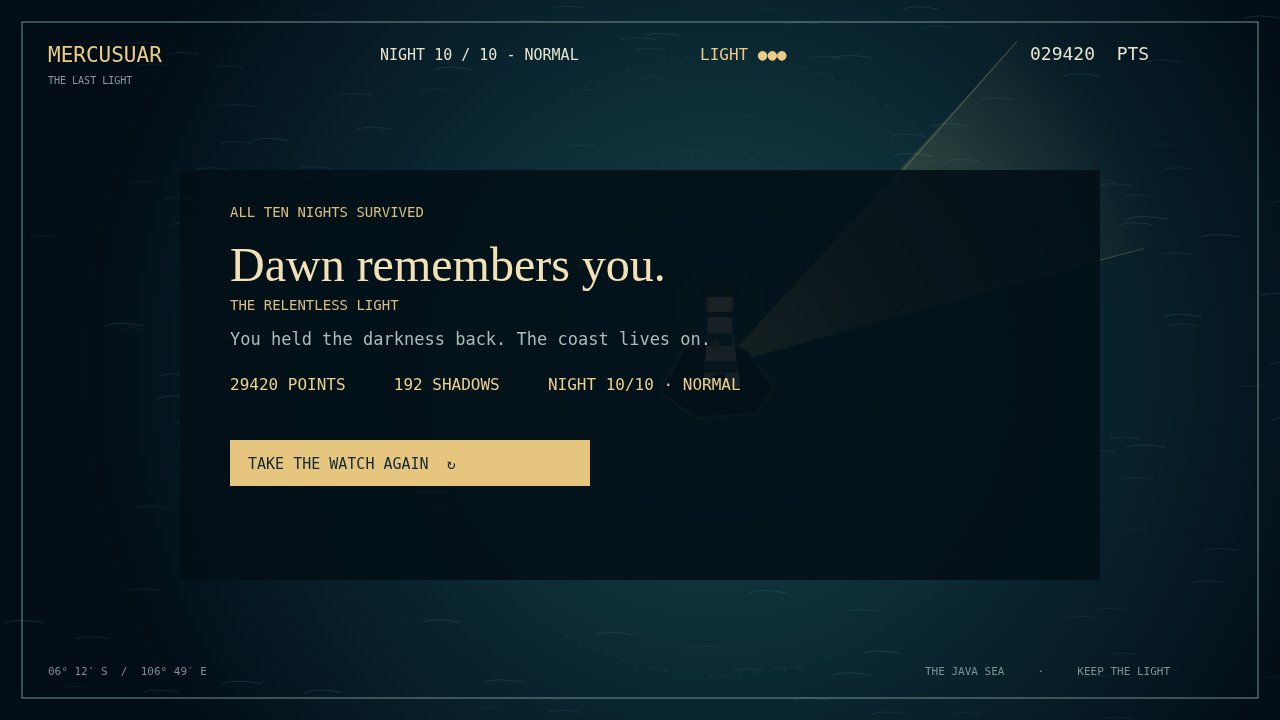 MERCUSUAR
THE LAST LIGHT
NIGHT 10 / 10 - NORMAL
LIGHT ●●●
029420 PTS
ALL TEN NIGHTS SURVIVED
Dawn remembers you.
THE RELENTLESS LIGHT
You held the darkness back. The coast lives on.
29420 POINTS 192 SHADOWS NIGHT 10/10 · NORMAL
TAKE THE WATCH AGAIN ↻
06° 12′ S / 106° 49′ E
THE JAVA SEA · KEEP THE LIGHT